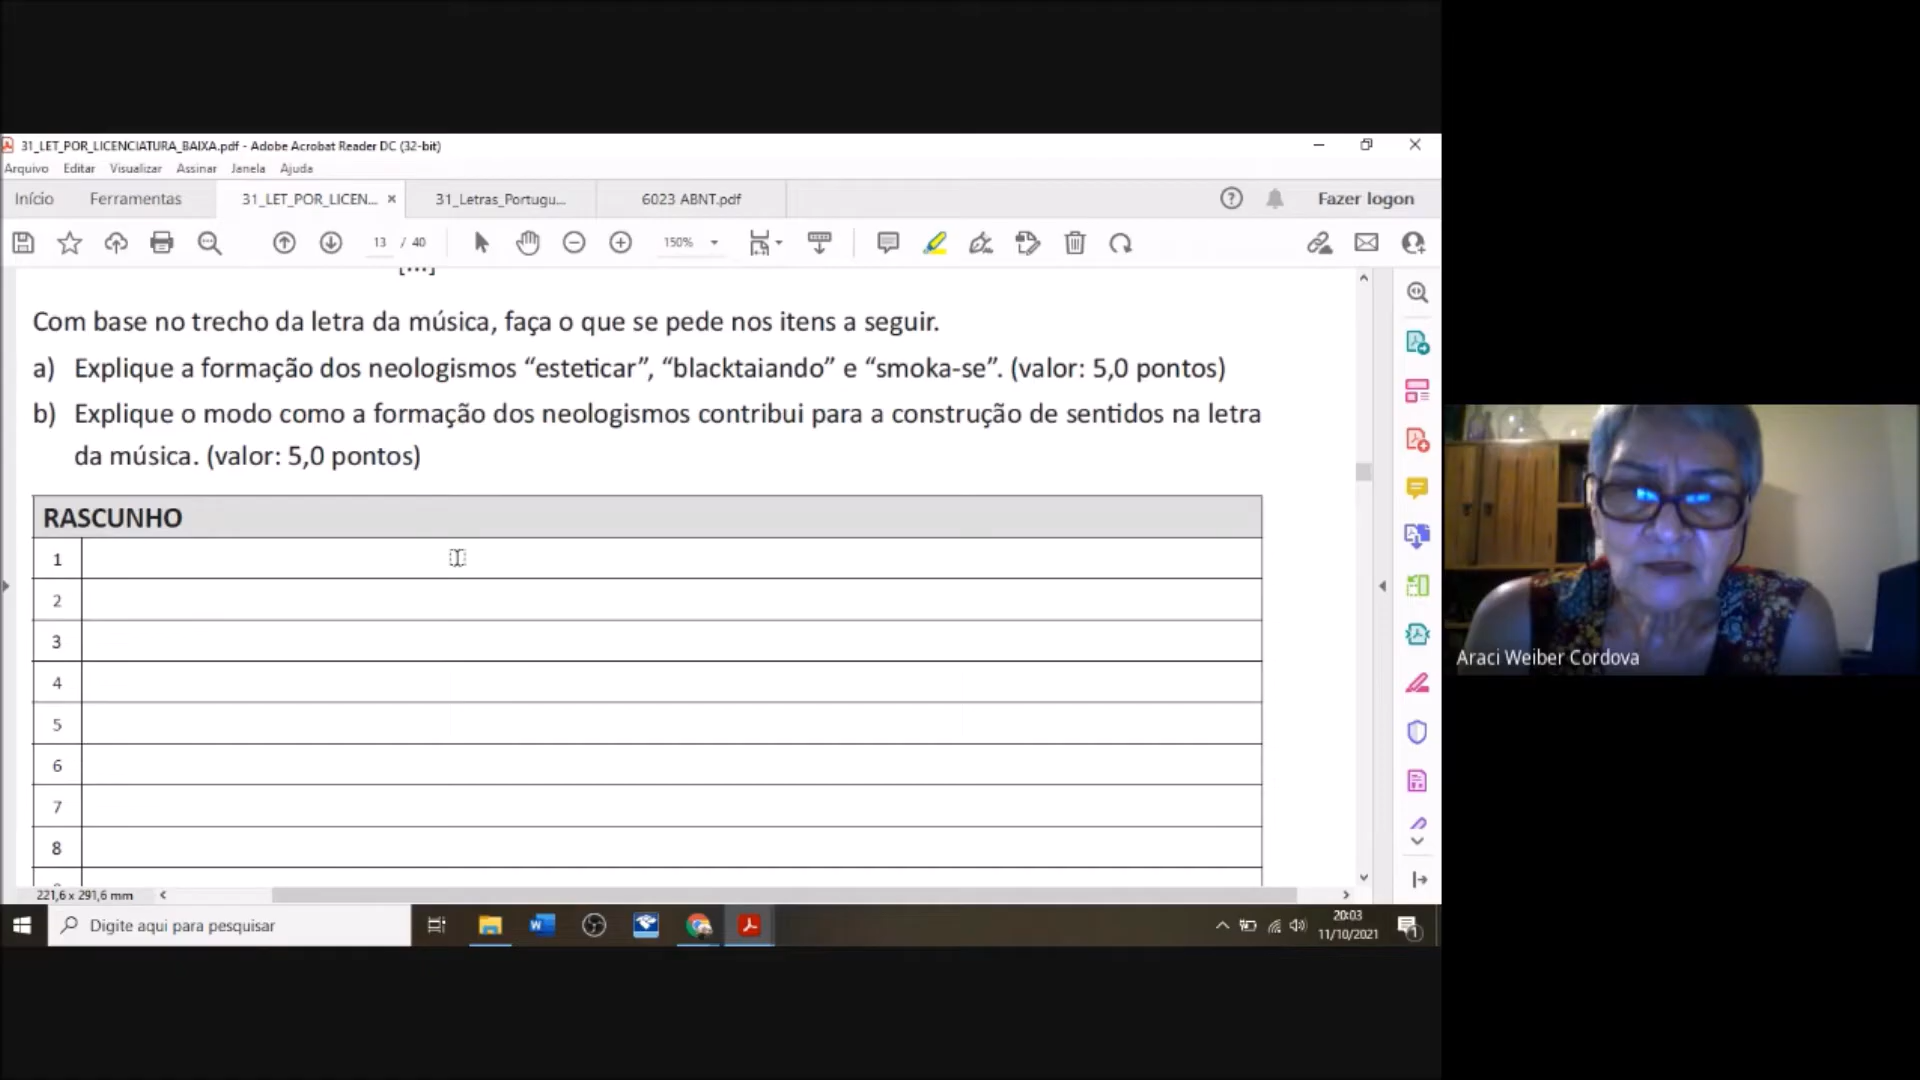 31_LET_POR_LICENCIATURA_BAIXA.pdf - Adobe Acrobat Reader DC (32-bit)
Arquivo Editar Visualizar Assinar Janela Ajuda
Início Ferramentas 31_LET_POR_LICEN... 31_Letras_Portugu... 6023 ABNT.pdf Fazer logon
13 / 40 150%
[...]
Com base no trecho da letra da música, faça o que se pede nos itens a seguir.
a) Explique a formação dos neologismos “esteticar”, “blacktaiando” e “smoka-se”. (valor: 5,0 pontos)
b) Explique o modo como a formação dos neologismos contribui para a construção de sentidos na letra
da música. (valor: 5,0 pontos)
RASCUNHO
1
2
3
4
5
6
7
8
221,6 x 291,6 mm
Araci Weiber Cordova
Digite aqui para pesquisar
20:03
11/10/2021
1